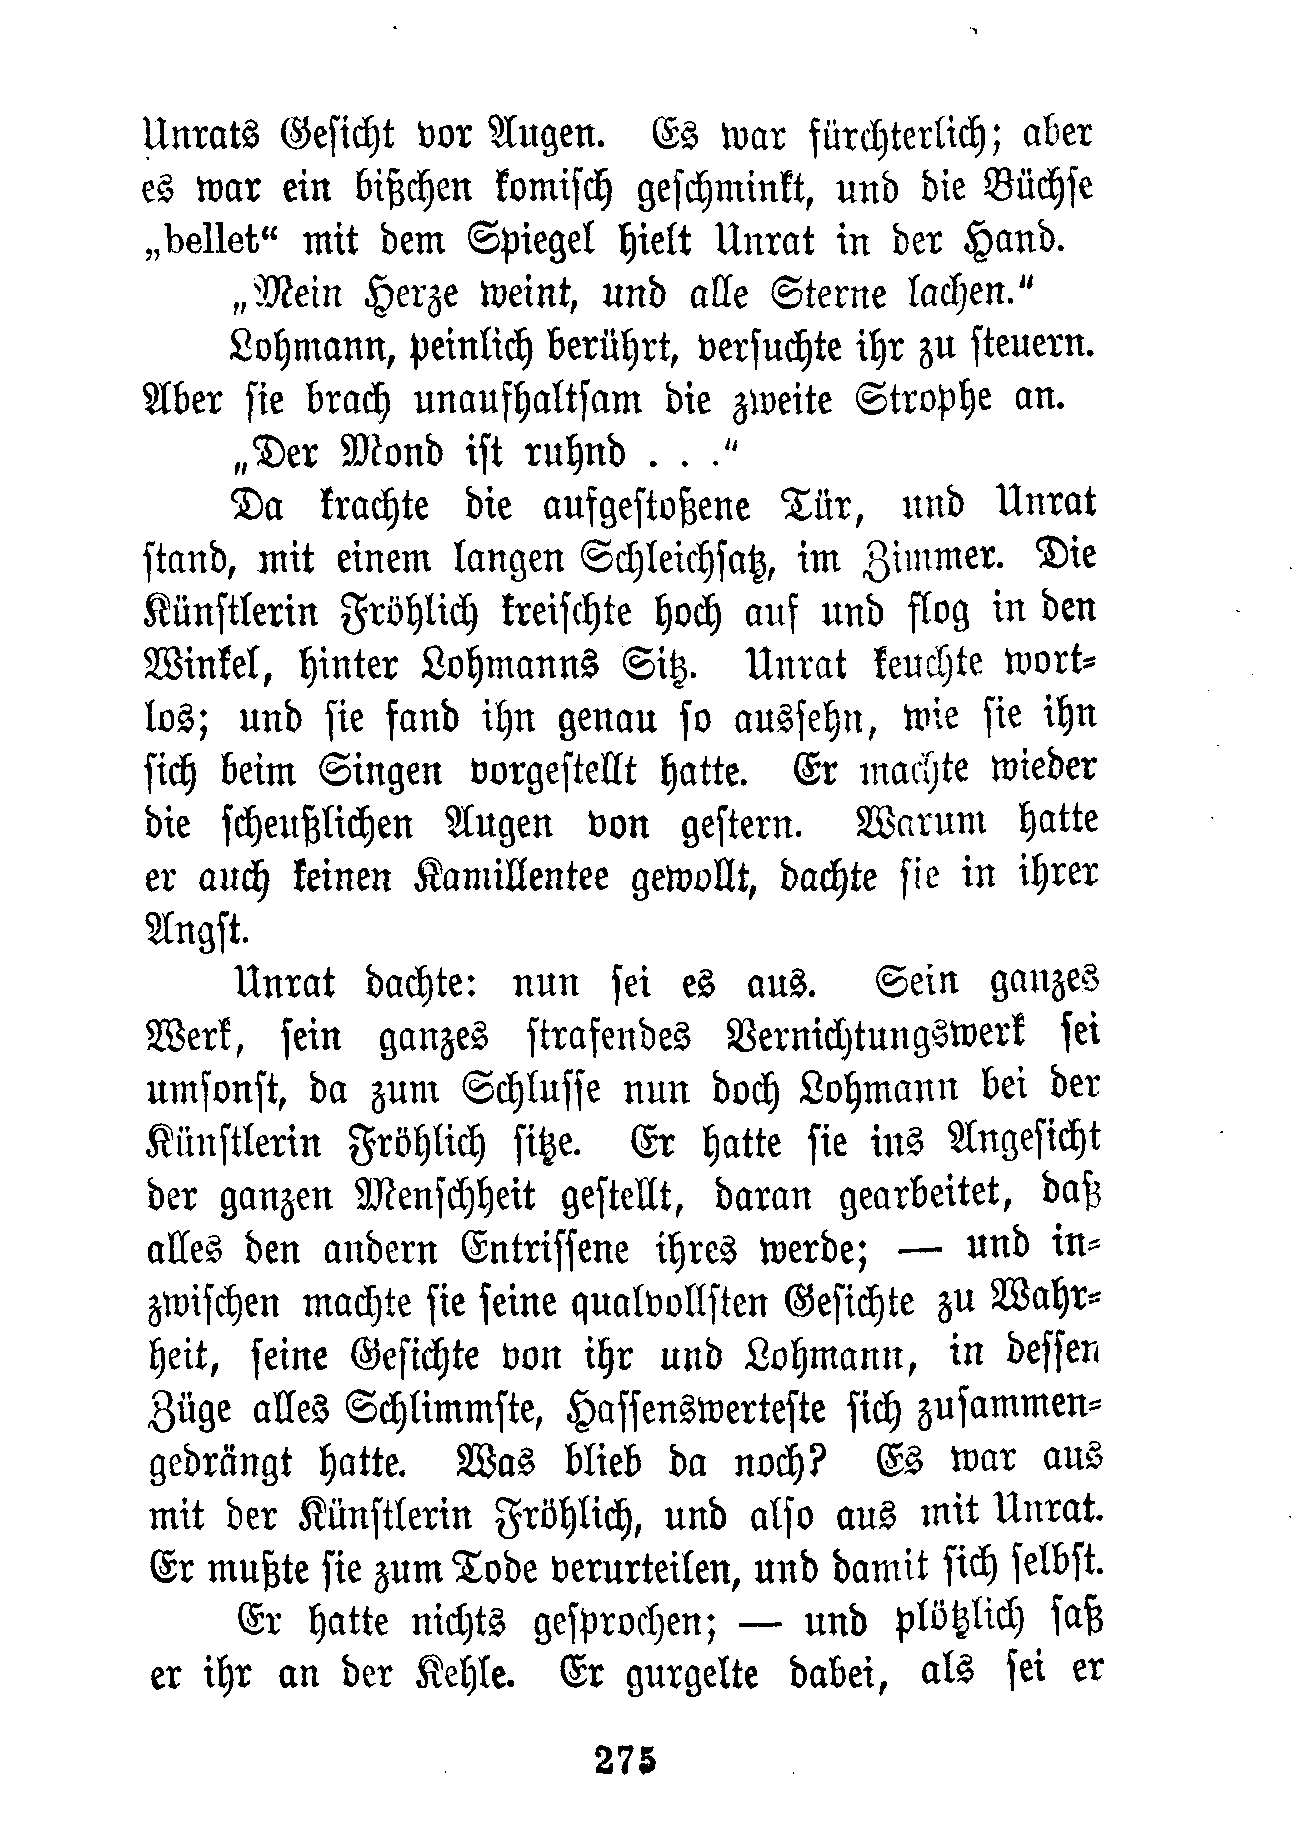 Unrats Gesicht vor Augen. Es war fürchterlich; aber
es war ein bißchen komisch geschminkt, und die Büchse
„bellet“ mit dem Spiegel hielt Unrat in der Hand.
„Mein Herze weint, und alle Sterne lachen.“
Lohmann, peinlich berührt, versuchte ihr zu steuern.
Aber sie brach unaufhaltsam die zweite Strophe an.
„Der Mond ist ruhnd . . .“
Da krachte die aufgestoßene Tür, und Unrat
stand, mit einem langen Schleichsatz, im Zimmer. Die
Künstlerin Fröhlich kreischte hoch auf und flog in den
Winkel, hinter Lohmanns Sitz. Unrat keuchte wort-
los; und sie fand ihn genau so aussehn, wie sie ihn
sich beim Singen vorgestellt hatte. Er machte wieder
die scheußlichen Augen von gestern. Warum hatte
er auch keinen Kamillentee gewollt, dachte sie in ihrer
Angst.
Unrat dachte: nun sei es aus. Sein ganzes
Werk, sein ganzes strafendes Vernichtungswerk sei
umsonst, da zum Schlusse nun doch Lohmann bei der
Künstlerin Fröhlich sitze. Er hatte sie ins Angesicht
der ganzen Menschheit gestellt, daran gearbeitet, daß
alles den andern Entrissene ihres werde; — und in-
zwischen machte sie seine qualvollsten Gesichte zu Wahr-
heit, seine Gesichte von ihr und Lohmann, in dessen
Züge alles Schlimmste, Hassenswerteste sich zusammen-
gedrängt hatte. Was blieb da noch? Es war aus
mit der Künstlerin Fröhlich, und also aus mit Unrat.
Er mußte sie zum Tode verurteilen, und damit sich selbst.
Er hatte nichts gesprochen; — und plötzlich saß
er ihr an der Kehle. Er gurgelte dabei, als sei er
275